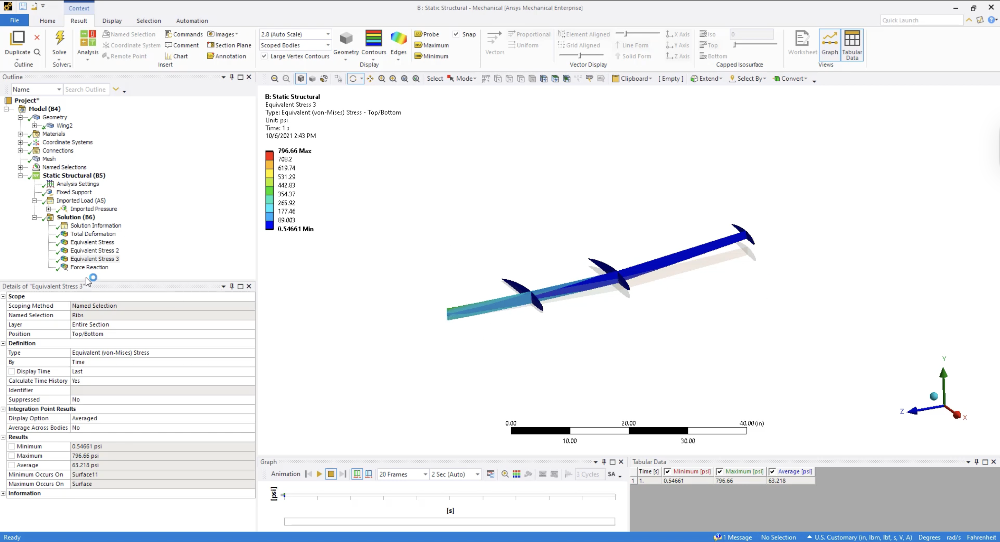 Context
B: Static Structural - Mechanical [Ansys Mechanical Enterprise]
File Home Result Display Selection Automation
Quick Launch
Duplicate
Outline
Solve
Solver
Analysis
Named Selection
Coordinate System
Remote Point
Commands
Comment
Chart
Images
Section Plane
Annotation
Insert
2.8 (Auto Scale)
Scoped Bodies
Large Vertex Contours
Geometry Contours Edges
Display
Probe
Maximum
Minimum
Snap
Vectors
Proportional
Uniform
Element Aligned
Grid Aligned
Line Form
Solid Form
X Axis
Y Axis
Z Axis
Vector Display
Iso
Top
Bottom
0
Capped Isosurface
Worksheet Graph Tabular Data
Views
Outline
Name
Search Outline
Select Mode Clipboard [ Empty ] Extend Select By Convert
Project*
Model (B4)
Geometry
Wing2
Materials
Coordinate Systems
Connections
Mesh
Named Selections
Static Structural (B5)
Analysis Settings
Fixed Support
Imported Load (A5)
Imported Pressure
Solution (B6)
Solution Information
Total Deformation
Equivalent Stress
Equivalent Stress 2
Equivalent Stress 3
Force Reaction
Details of "Equivalent Stress 3"
Scope
Scoping Method Named Selection
Named Selection Ribs
Layer Entire Section
Position Top/Bottom
Definition
Type Equivalent (von-Mises) Stress
By Time
Display Time Last
Calculate Time History Yes
Identifier
Suppressed No
Integration Point Results
Display Option Averaged
Average Across Bodies No
Results
Minimum 0.54661 psi
Maximum 796.66 psi
Average 63.218 psi
Minimum Occurs On Surface11
Maximum Occurs On Surface
Information
B: Static Structural
Equivalent Stress 3
Type: Equivalent (von-Mises) Stress - Top/Bottom
Unit: psi
Time: 1 s
10/6/2021 2:43 PM
796.66 Max
708.2
619.74
531.29
442.83
354.37
265.92
177.46
89.003
0.54661 Min
Y
Z
X
0.00 20.00 40.00 (in)
10.00 30.00
Graph
Animation 20 Frames 2 Sec (Auto) 3 Cycles SA
[psi]
[s]
Tabular Data
Time [s] Minimum [psi] Maximum [psi] Average [psi]
1 1. 0.54661 796.66 63.218
Ready
1 Message No Selection U.S. Customary (in, lbm, lbf, s, V, A) Degrees rad/s Fahrenheit